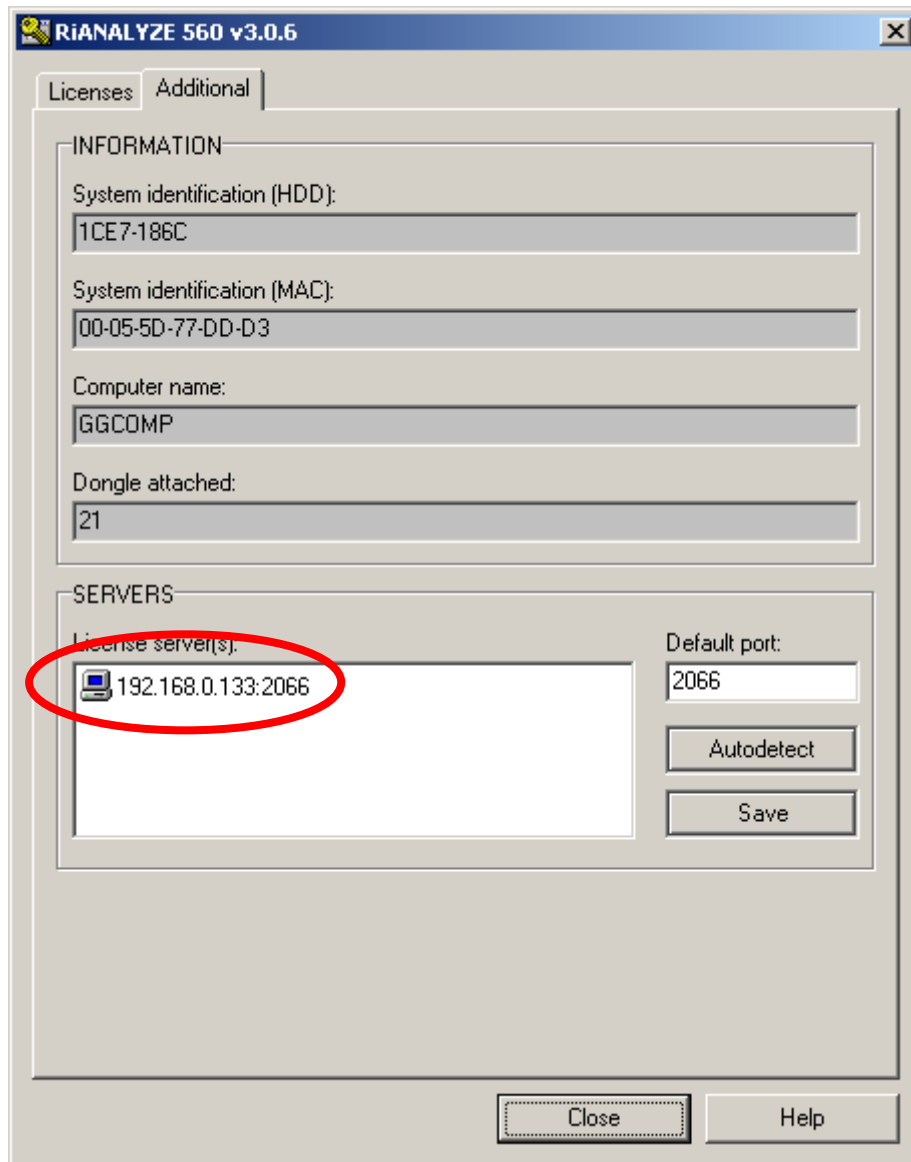 RiANALYZE 560 v3.0.6
Licenses Additional
INFORMATION
System identification (HDD):
1CE7-186C
System identification (MAC):
00-05-5D-77-DD-D3
Computer name:
GGCOMP
Dongle attached:
21
SERVERS
License server(s):
192.168.0.133:2066
Default port:
2066
Autodetect
Save
Close Help